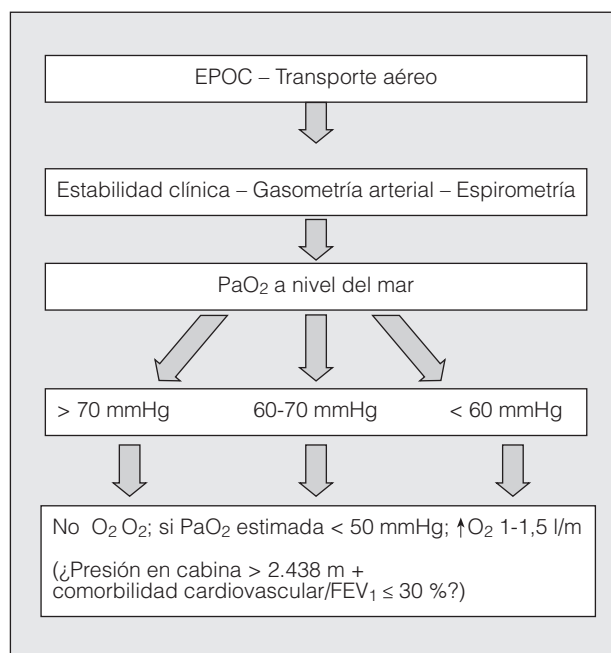 EPOC – Transporte aéreo
Estabilidad clínica – Gasometría arterial – Espirometría
PaO₂ a nivel del mar
> 70 mmHg 60-70 mmHg < 60 mmHg
No O₂ O₂; si PaO₂ estimada < 50 mmHg; ↑O₂ 1-1,5 l/m
(¿Presión en cabina > 2.438 m +
comorbilidad cardiovascular/FEV₁ ≤ 30 %?)